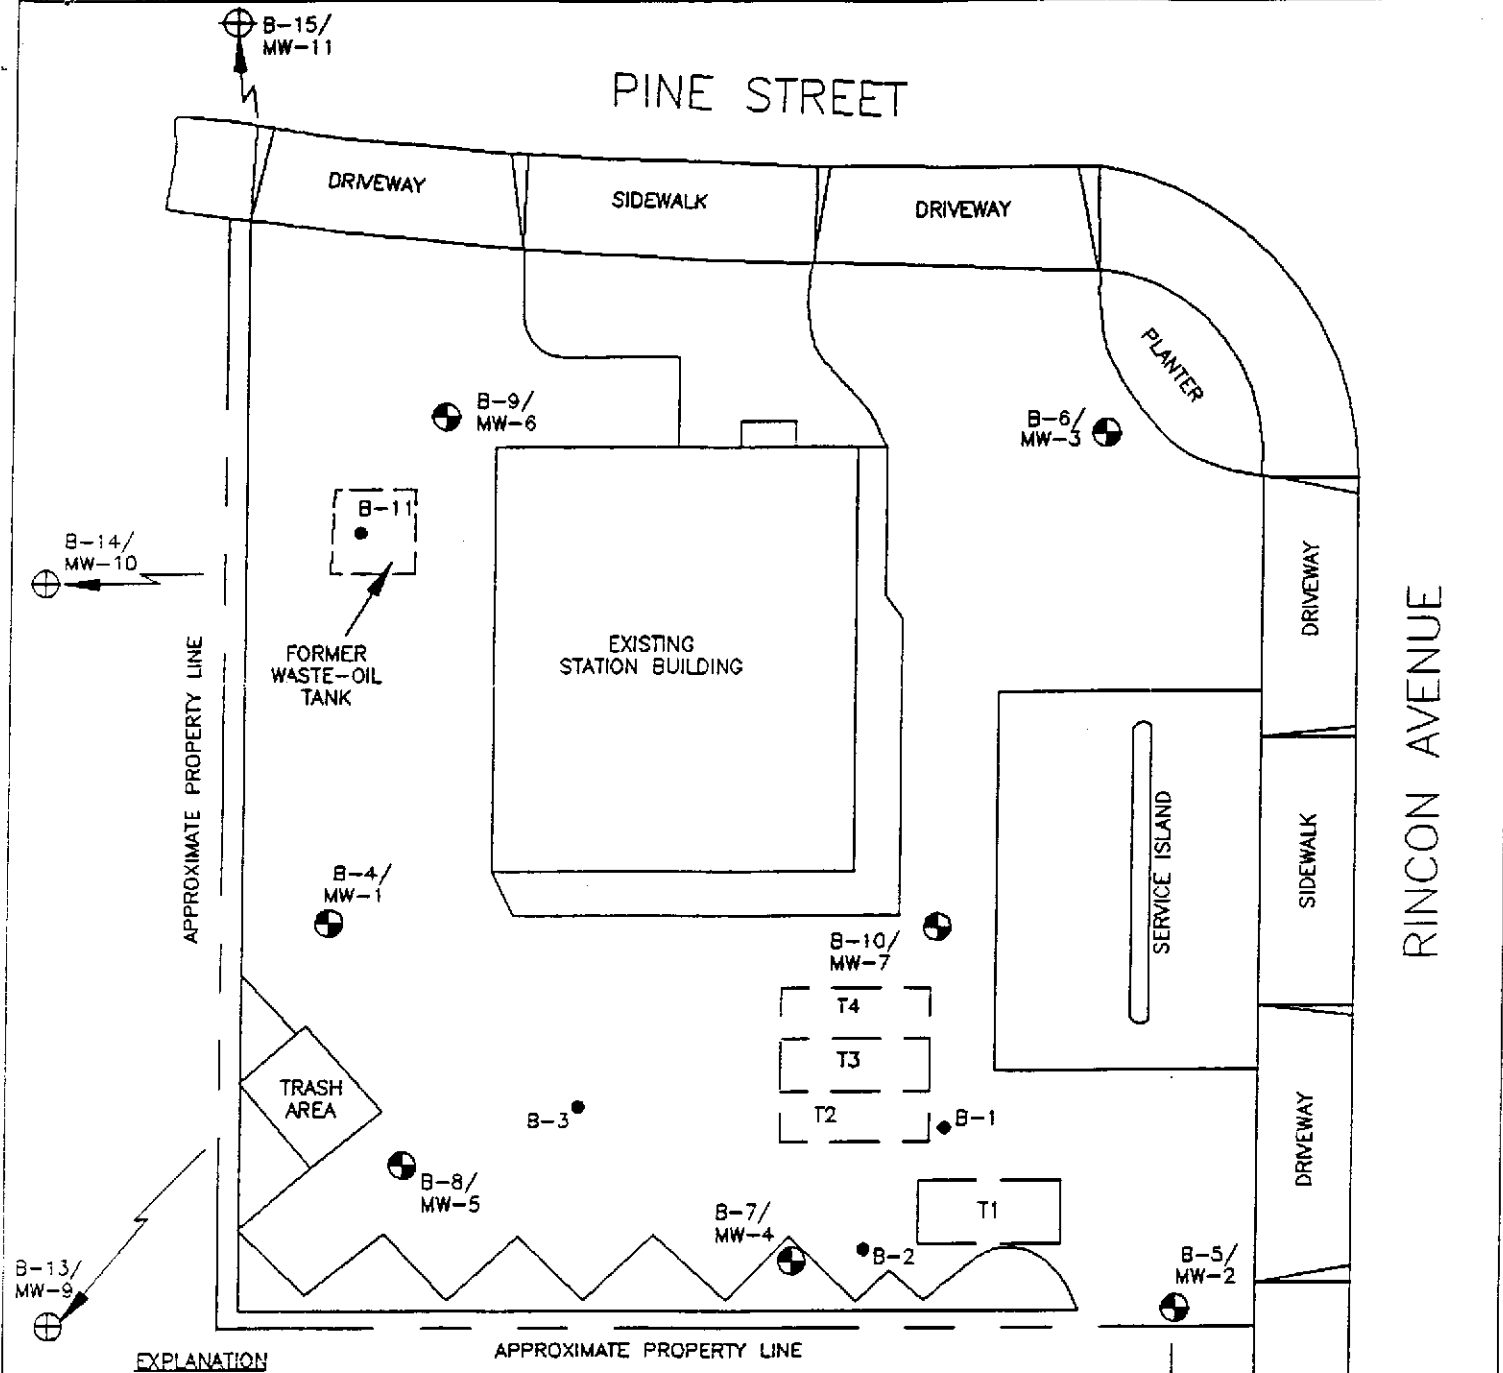 B-15/
MW-11
PINE STREET
DRIVEWAY
SIDEWALK
DRIVEWAY
PLANTER
B-9/
MW-6
B-6/
MW-3
B-11
B-14/
MW-10
FORMER
WASTE-OIL
TANK
EXISTING
STATION BUILDING
APPROXIMATE PROPERTY LINE
DRIVEWAY
RINCON AVENUE
SERVICE ISLAND
SIDEWALK
B-4/
MW-1
B-10/
MW-7
T4
T3
T2
B-1
B-3
TRASH
AREA
DRIVEWAY
B-8/
MW-5
T1
B-7/
MW-4
B-2
B-5/
MW-2
B-13/
MW-9
APPROXIMATE PROPERTY LINE
EXPLANATION